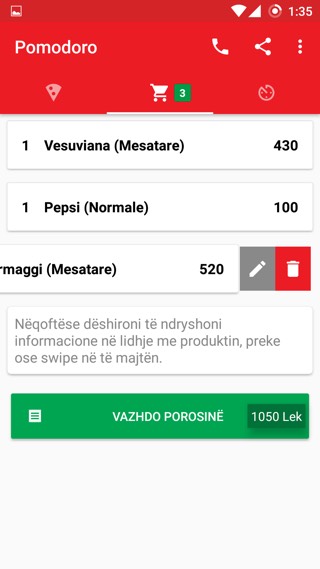 1:35
Pomodoro
3
1 Vesuviana (Mesatare) 430
1 Pepsi (Normale) 100
rmaggi (Mesatare) 520
Nëqoftëse dëshironi të ndryshoni
informacione në lidhje me produktin, preke
ose swipe në të majtën.
VAZHDO POROSINË 1050 Lek